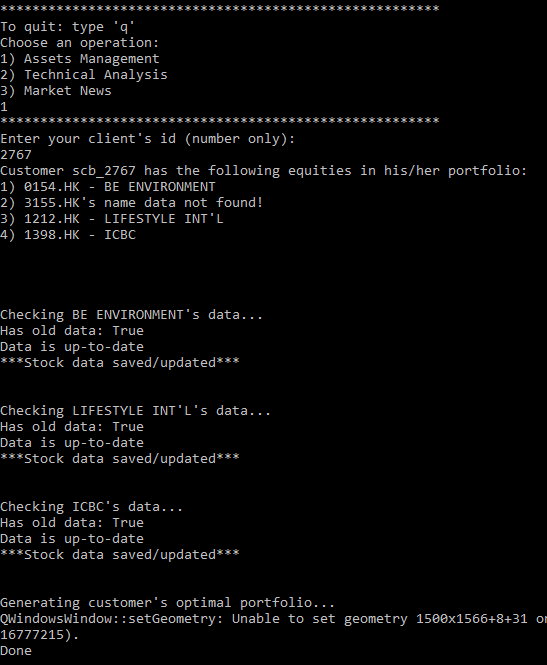 *******************************************************
To quit: type 'q'
Choose an operation:
1) Assets Management
2) Technical Analysis
3) Market News
1
*******************************************************
Enter your client's id (number only):
2767
Customer scb_2767 has the following equities in his/her portfolio:
1) 0154.HK - BE ENVIRONMENT
2) 3155.HK's name data not found!
3) 1212.HK - LIFESTYLE INT'L
4) 1398.HK - ICBC
Checking BE ENVIRONMENT's data...
Has old data: True
Data is up-to-date
***Stock data saved/updated***
Checking LIFESTYLE INT'L's data...
Has old data: True
Data is up-to-date
***Stock data saved/updated***
Checking ICBC's data...
Has old data: True
Data is up-to-date
***Stock data saved/updated***
Generating customer's optimal portfolio...
QWindowsWindow::setGeometry: Unable to set geometry 1500x1566+8+31
16777215).
Done